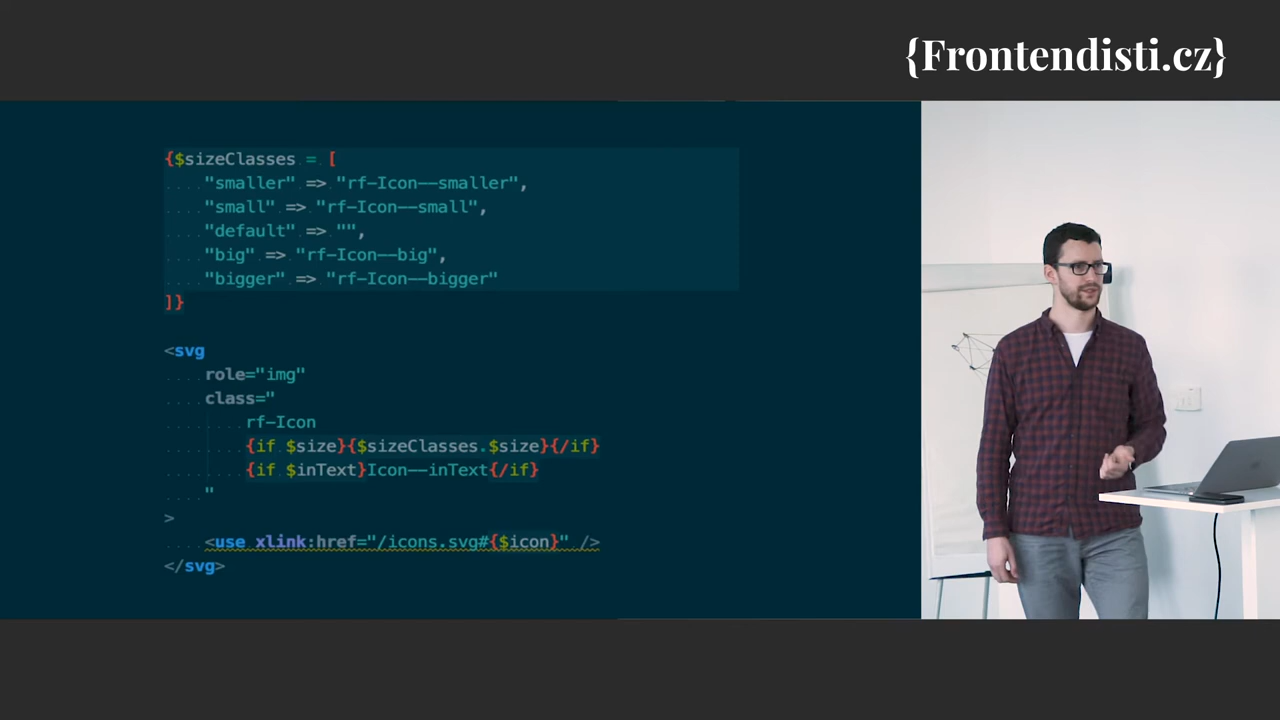 {Frontendisti.cz}
{$sizeClasses = [
"smaller" => "rf-Icon--smaller",
"small" => "rf-Icon--small",
"default" => "",
"big" => "rf-Icon--big",
"bigger" => "rf-Icon--bigger"
]}
<svg
role="img"
class="
rf-Icon
{if $size}{$sizeClasses.$size}{/if}
{if $inText}Icon--inText{/if}
"
>
<use xlink:href="/icons.svg#{$icon}" />
</svg>